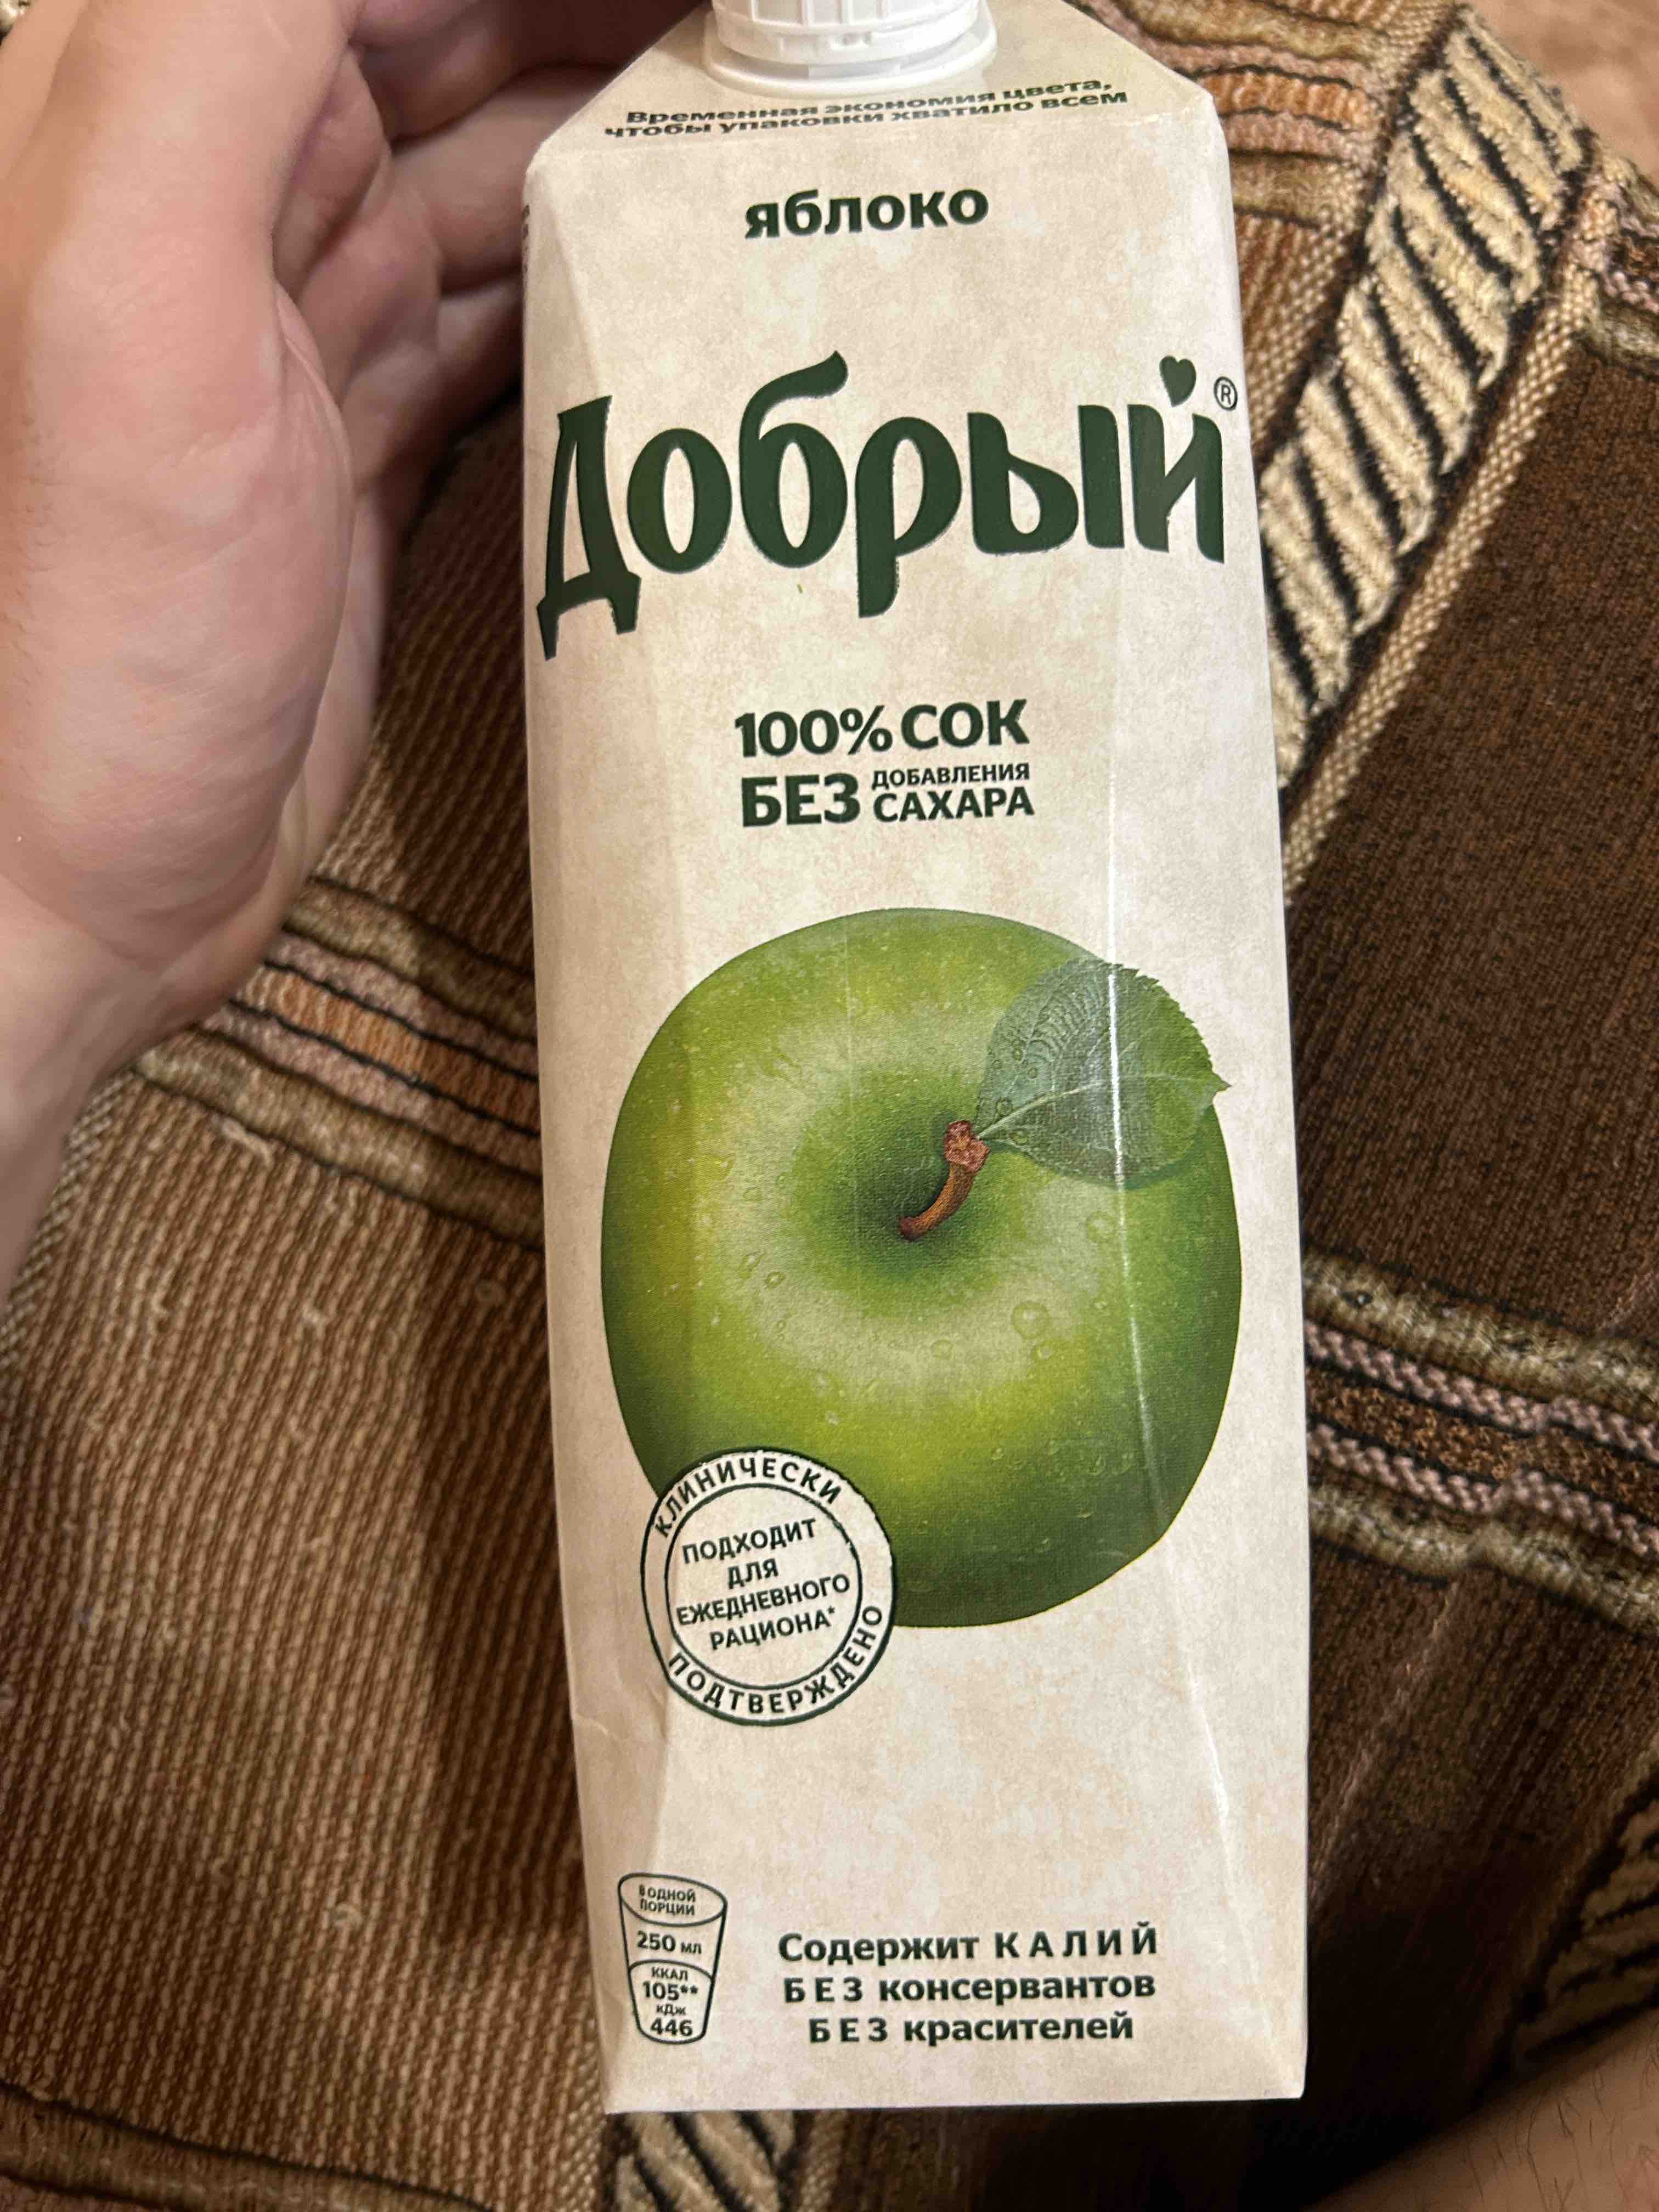 Временная экономия цвета,
чтобы упаковки хватило всем
яблоко
Добрый®
100% СОК
БЕЗ ДОБАВЛЕНИЯ
САХАРА
КЛИНИЧЕСКИ
ПОДХОДИТ
ДЛЯ
ЕЖЕДНЕВНОГО
РАЦИОНА*
ПОДТВЕРЖДЕНО
В ОДНОЙ
ПОРЦИИ
250 мл
ККАЛ
105**
кДж
446
Содержит КАЛИЙ
БЕЗ консервантов
БЕЗ красителей